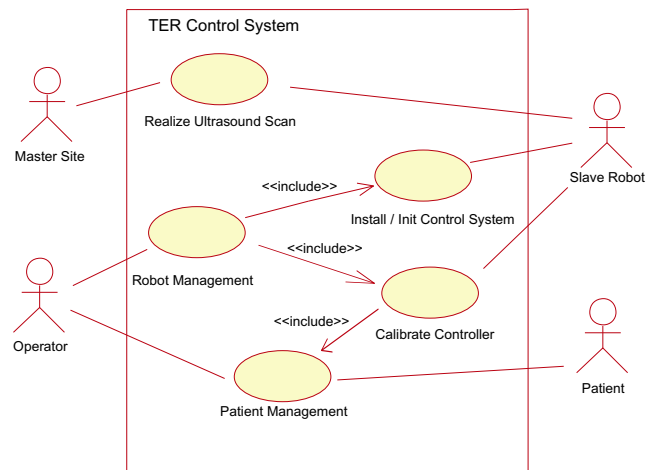 TER Control System
Realize Ultrasound Scan
Master Site
Slave Robot
<<include>>
Install / Init Control System
<<include>>
Robot Management
<<include>>
Calibrate Controller
Operator
Patient Management
Patient